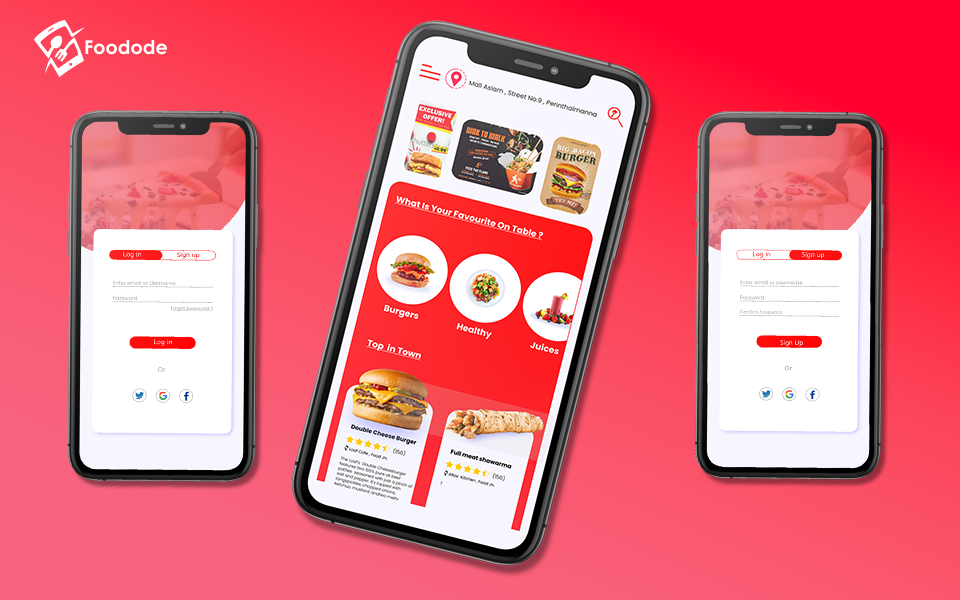 Foodode
Log in
Sign up
Enter email or Username
Password
Forgot password ?
Log in
Or
Mall Aslam , Street No.9 , Perinthalmanna
EXCLUSIVE
OFFER!
WOK TO WALK
BIG BACON
BURGER
TRY ME!
What Is Your Favourite On Table ?
Burgers
Healthy
Juices
Top in Town
Double Cheese Burger
(156)
Loaf Cafe , Food Jn.
The Loaf's Double Cheeseburger
features two 100% pure all beef
patties seasoned with just a pinch of
salt and pepper. It's topped with
tangypickles, chopped onions,
ketchup, mustard, andtwo melty
Full meat shawarma
(156)
Kitchen , Food Jn.
Log in
Sign up
Enter email or Username
Password
Confirm Password
Sign Up
Or